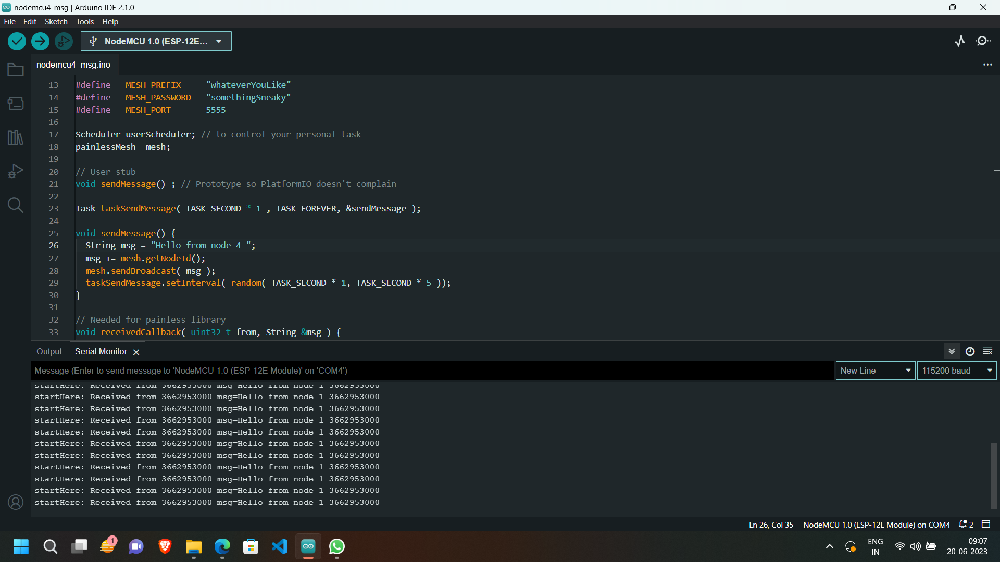 nodemcu4_msg | Arduino IDE 2.1.0
File Edit Sketch Tools Help
NodeMCU 1.0 (ESP-12E...
nodemcu4_msg.ino
13 #define MESH_PREFIX "whateverYouLike"
14 #define MESH_PASSWORD "somethingSneaky"
15 #define MESH_PORT 5555
16
17 Scheduler userScheduler; // to control your personal task
18 painlessMesh mesh;
19
20 // User stub
21 void sendMessage() ; // Prototype so PlatformIO doesn't complain
22
23 Task taskSendMessage( TASK_SECOND * 1 , TASK_FOREVER, &sendMessage );
24
25 void sendMessage() {
26 String msg = "Hello from node 4 ";
27 msg += mesh.getNodeId();
28 mesh.sendBroadcast( msg );
29 taskSendMessage.setInterval( random( TASK_SECOND * 1, TASK_SECOND * 5 ));
30 }
31
32 // Needed for painless library
33 void receivedCallback( uint32_t from, String &msg ) {
Output Serial Monitor
Message (Enter to send message to 'NodeMCU 1.0 (ESP-12E Module)' on 'COM4') New Line 115200 baud
startHere: Received from 3662953000 msg=Hello from node 1 3662953000
startHere: Received from 3662953000 msg=Hello from node 1 3662953000
startHere: Received from 3662953000 msg=Hello from node 1 3662953000
startHere: Received from 3662953000 msg=Hello from node 1 3662953000
startHere: Received from 3662953000 msg=Hello from node 1 3662953000
startHere: Received from 3662953000 msg=Hello from node 1 3662953000
startHere: Received from 3662953000 msg=Hello from node 1 3662953000
startHere: Received from 3662953000 msg=Hello from node 1 3662953000
startHere: Received from 3662953000 msg=Hello from node 1 3662953000
startHere: Received from 3662953000 msg=Hello from node 1 3662953000
startHere: Received from 3662953000 msg=Hello from node 1 3662953000
Ln 26, Col 35 NodeMCU 1.0 (ESP-12E Module) on COM4 2
1
ENG
IN
09:07
20-06-2023